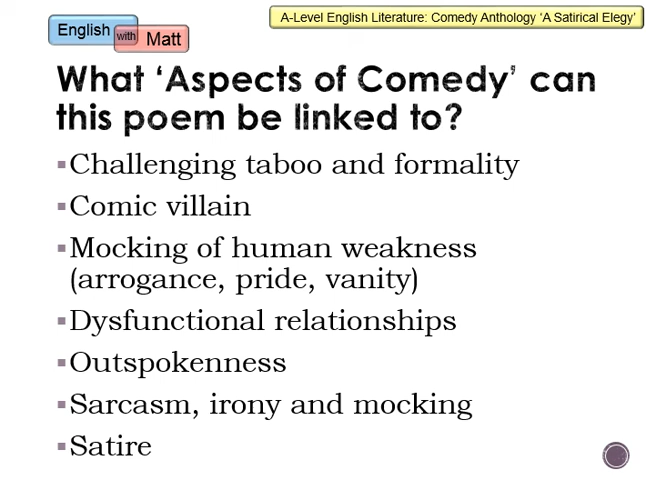 English with Matt
A-Level English Literature: Comedy Anthology ‘A Satirical Elegy’
What ‘Aspects of Comedy’ can
this poem be linked to?
▪Challenging taboo and formality
▪Comic villain
▪Mocking of human weakness
(arrogance, pride, vanity)
▪Dysfunctional relationships
▪Outspokenness
▪Sarcasm, irony and mocking
▪Satire